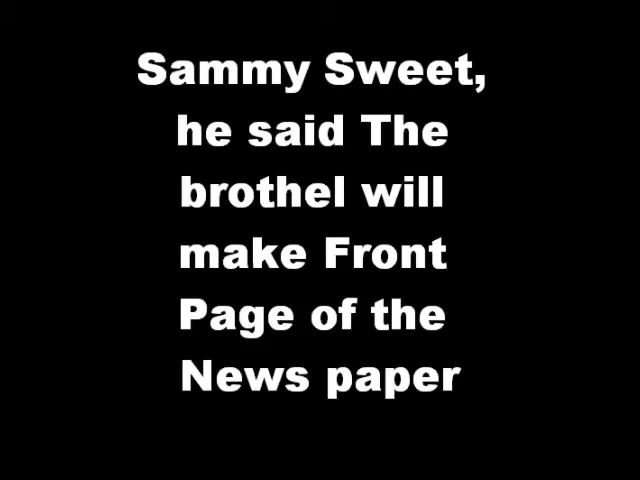 Sammy Sweet,
he said The
brothel will
make Front
Page of the
News paper